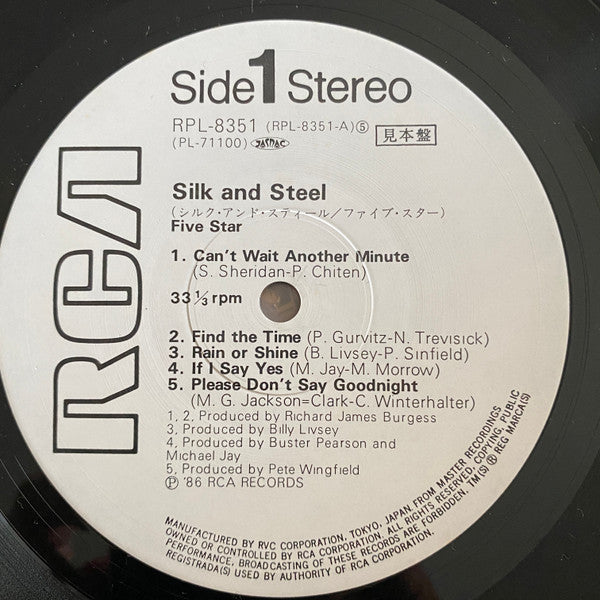 Side 1 Stereo
RPL-8351 (RPL-8351-A)⑤
(PL-71100) JASRAC 見本盤
RCA
Silk and Steel
(シルク・アンド・スティール/ファイブ・スター)
Five Star
1. Can't Wait Another Minute
(S. Sheridan-P. Chiten)
33 1/3 rpm
2. Find the Time (P. Gurvitz-N. Trevisick)
3. Rain or Shine (B. Livsey-P. Sinfield)
4. If I Say Yes (M. Jay-M. Morrow)
5. Please Don't Say Goodnight
(M. G. Jackson=Clark-C. Winterhalter)
1, 2, Produced by Richard James Burgess
3, Produced by Billy Livsey
4, Produced by Buster Pearson and
Michael Jay
5, Produced by Pete Wingfield
Ⓟ '86 RCA RECORDS
MANUFACTURED BY RVC CORPORATION, TOKYO, JAPAN. FROM MASTER RECORDINGS
OWNED OR CONTROLLED BY RCA CORPORATION. ALL RIGHTS RESERVED. COPYING, PUBLIC
PERFORMANCE, BROADCASTING OF THESE RECORDS ARE FORBIDDEN. TM(S) ® REG MARCA(S)
REGISTRADA(S) USED BY AUTHORITY OF RCA CORPORATION.